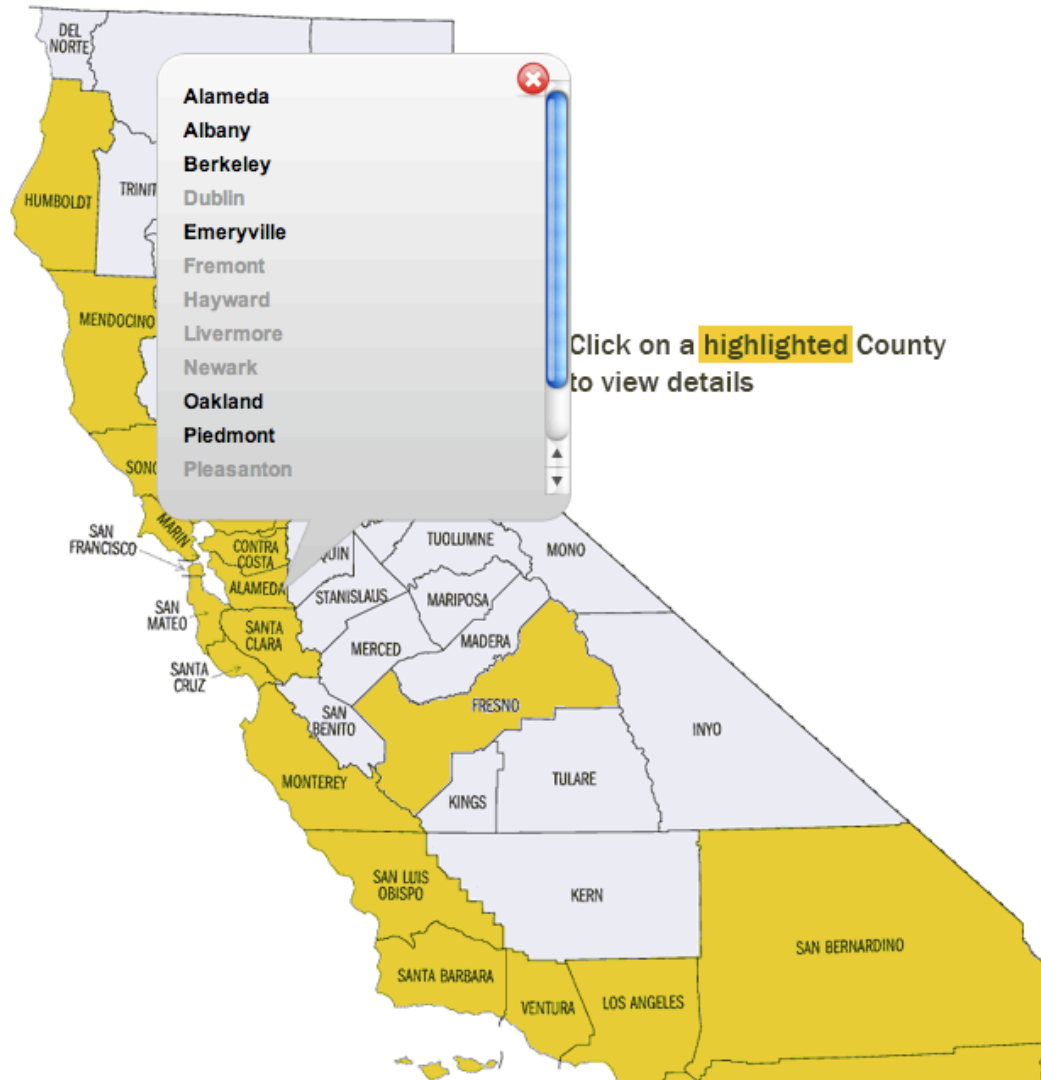 DEL
NORTE
Alameda
Albany
Berkeley
Dublin
Emeryville
Fremont
Hayward
Livermore
Newark
Oakland
Piedmont
Pleasanton
HUMBOLDT
TRINIT
MENDOCINO
Click on a highlighted County
to view details
SONO
MARIN
SAN
FRANCISCO
CONTRA
COSTA
QUIN
TUOLUMNE
MONO
ALAMEDA
STANISLAUS
MARIPOSA
SAN
MATEO
SANTA
CLARA
MERCED
MADERA
SANTA
CRUZ
SAN
BENITO
FRESNO
INYO
MONTEREY
KINGS
TULARE
SAN LUIS
OBISPO
KERN
SAN BERNARDINO
SANTA BARBARA
VENTURA
LOS ANGELES